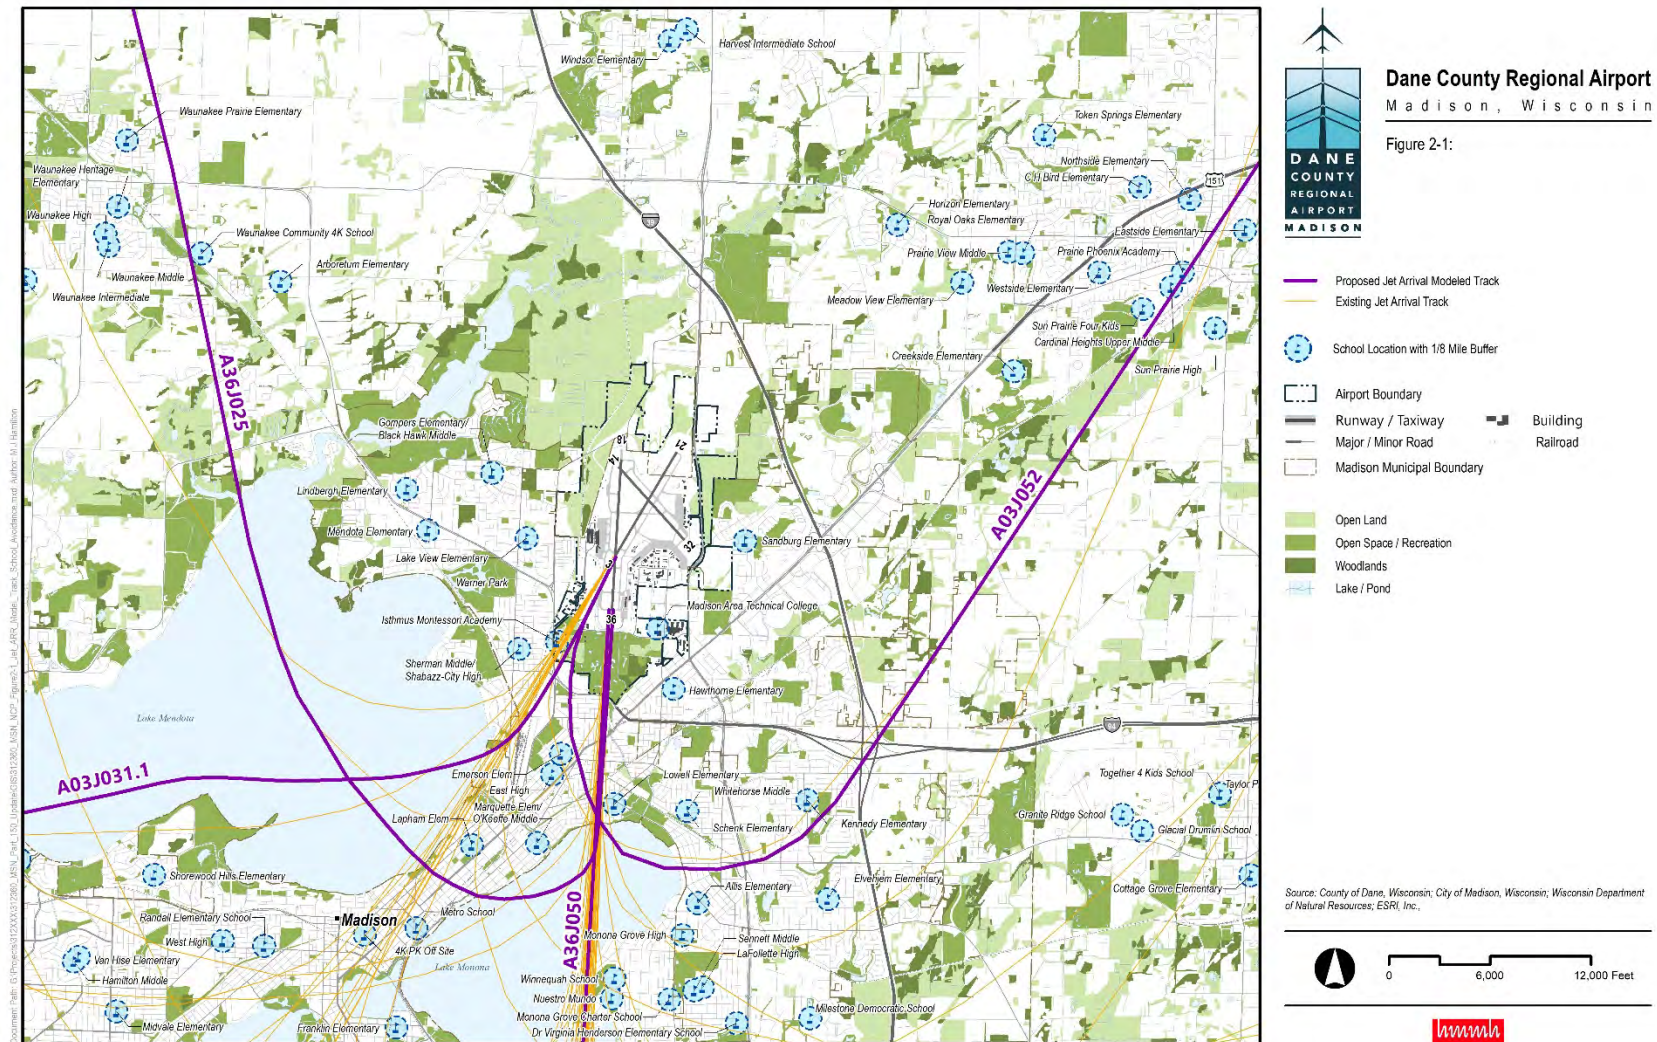 Harvest Intermediate School
Windsor Elementary
Waunakee Prairie Elementary
Token Springs Elementary
Northside Elementary
C H Bird Elementary
151
Waunakee Heritage
Elementary
Waunakee High
Waunakee Community 4K School
Arboretum Elementary
Waunakee Middle
Waunakee Intermediate
Horizon Elementary
Royal Oaks Elementary
Eastside Elementary
Prairie View Middle
Prairie Phoenix Academy
Westside Elementary
Meadow View Elementary
Sun Prairie Four Kids
Cardinal Heights Upper Middle
Creekside Elementary
Sun Prairie High
A36J025
Gompers Elementary/
Black Hawk Middle
18
21
14
Lindbergh Elementary
A03J052
Mendota Elementary
Sandburg Elementary
32
Lake View Elementary
3
Warner Park
Madison Area Technical College
Isthmus Montessori Academy
36
Sherman Middle/
Shabazz-City High
Hawthorne Elementary
Lake Mendota
94
A03J031.1
Emerson Elem
East High
Lowell Elementary
Together 4 Kids School
Whitehorse Middle
Taylor P
Marquette Elem/
O'Keeffe Middle
Lapham Elem
Granite Ridge School
Schenk Elementary
Kennedy Elementary
Glacial Drumlin School
Shorewood Hills Elementary
Elvehjem Elementary
Allis Elementary
Cottage Grove Elementary
Randall Elementary School
Madison
Metro School
A36J050
West High
4K PK Off Site
Monona Grove High
Sennett Middle
LaFollette High
Van Hise Elementary
Hamilton Middle
Lake Monona
Winnequah School
Nuestro Mundo
Monona Grove Charter School
Milestone Democratic School
Midvale Elementary
Franklin Elementary
Dr Virginia Henderson Elementary School
DANE
COUNTY
REGIONAL
AIRPORT
MADISON
Dane County Regional Airport
Madison, Wisconsin
Figure 2-1:
Proposed Jet Arrival Modeled Track
Existing Jet Arrival Track
School Location with 1/8 Mile Buffer
Airport Boundary
Runway / Taxiway
Building
Major / Minor Road
Railroad
Madison Municipal Boundary
Open Land
Open Space / Recreation
Woodlands
Lake / Pond
Source: County of Dane, Wisconsin; City of Madison, Wisconsin; Wisconsin Department
of Natural Resources; ESRI, Inc.,
0 6,000 12,000 Feet
hmmh